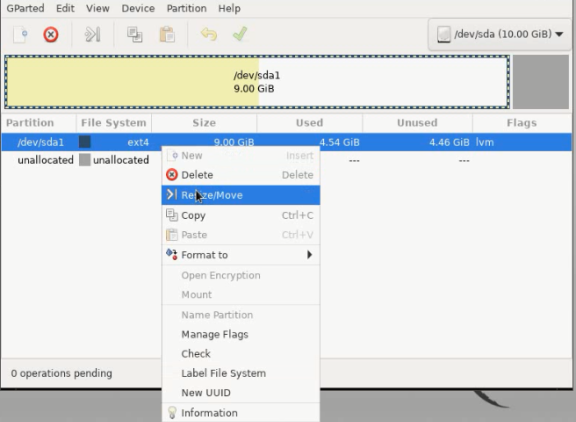 GParted Edit View Device Partition Help
/dev/sda (10.00 GiB)
/dev/sda1
9.00 GiB
Partition File System Size Used Unused Flags
/dev/sda1 ext4 9.00 GiB 4.54 GiB 4.46 GiB lvm
unallocated unallocated --- ---
New Insert
Delete Delete
Resize/Move
Copy Ctrl+C
Paste Ctrl+V
Format to
Open Encryption
Mount
Name Partition
Manage Flags
Check
Label File System
New UUID
Information
0 operations pending